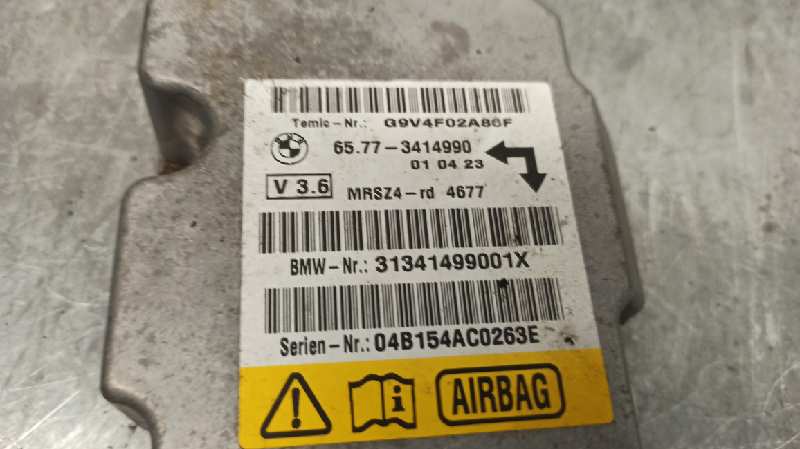 Temic-Nr.: G9V4F02A86F
BMW
65.77-3414990
01 04 23
V 3.6
MRSZ4-rd 4677
BMW-Nr.: 31341499001X
Serien-Nr.: 04B154AC0263E
AIRBAG